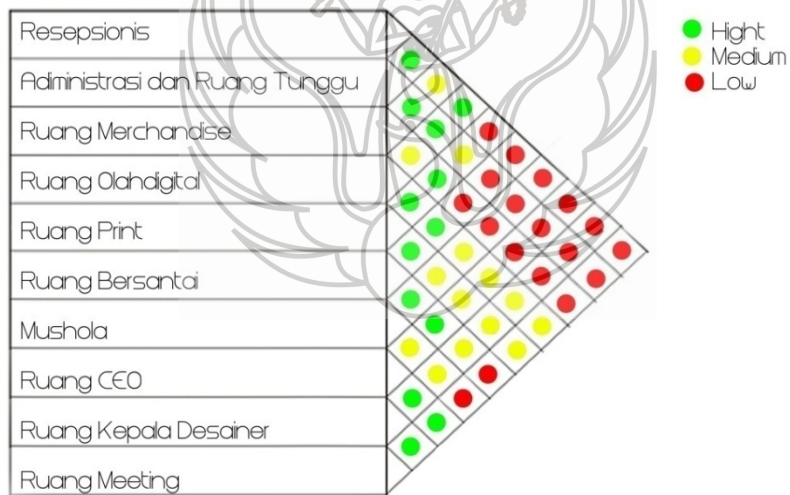 Resepsionis
Hight
Medium
Low
Adiministrasi dan Ruang Tunggu
Ruang Merchandise
Ruang Olahdigital
Ruang Print
Ruang Bersantai
Mushola
Ruang CEO
Ruang Kepala Desainer
Ruang Meeting